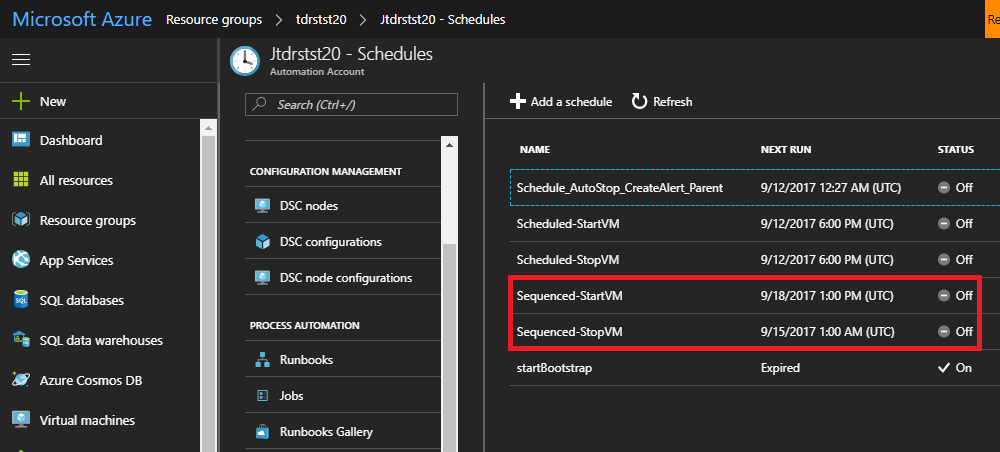 Microsoft Azure Resource groups > tdrstst20 > Jtdrstst20 - Schedules
Re
Jtdrstst20 - Schedules
Automation Account
New
Dashboard
All resources
Resource groups
App Services
SQL databases
SQL data warehouses
Azure Cosmos DB
Virtual machines
Search (Ctrl+/)
CONFIGURATION MANAGEMENT
DSC nodes
DSC configurations
DSC node configurations
PROCESS AUTOMATION
Runbooks
Jobs
Runbooks Gallery
Add a schedule Refresh
NAME NEXT RUN STATUS
Schedule_AutoStop_CreateAlert_Parent 9/12/2017 12:27 AM (UTC) Off
Scheduled-StartVM 9/12/2017 6:00 PM (UTC) Off
Scheduled-StopVM 9/12/2017 6:00 PM (UTC) Off
Sequenced-StartVM 9/18/2017 1:00 PM (UTC) Off
Sequenced-StopVM 9/15/2017 1:00 AM (UTC) Off
startBootstrap Expired On